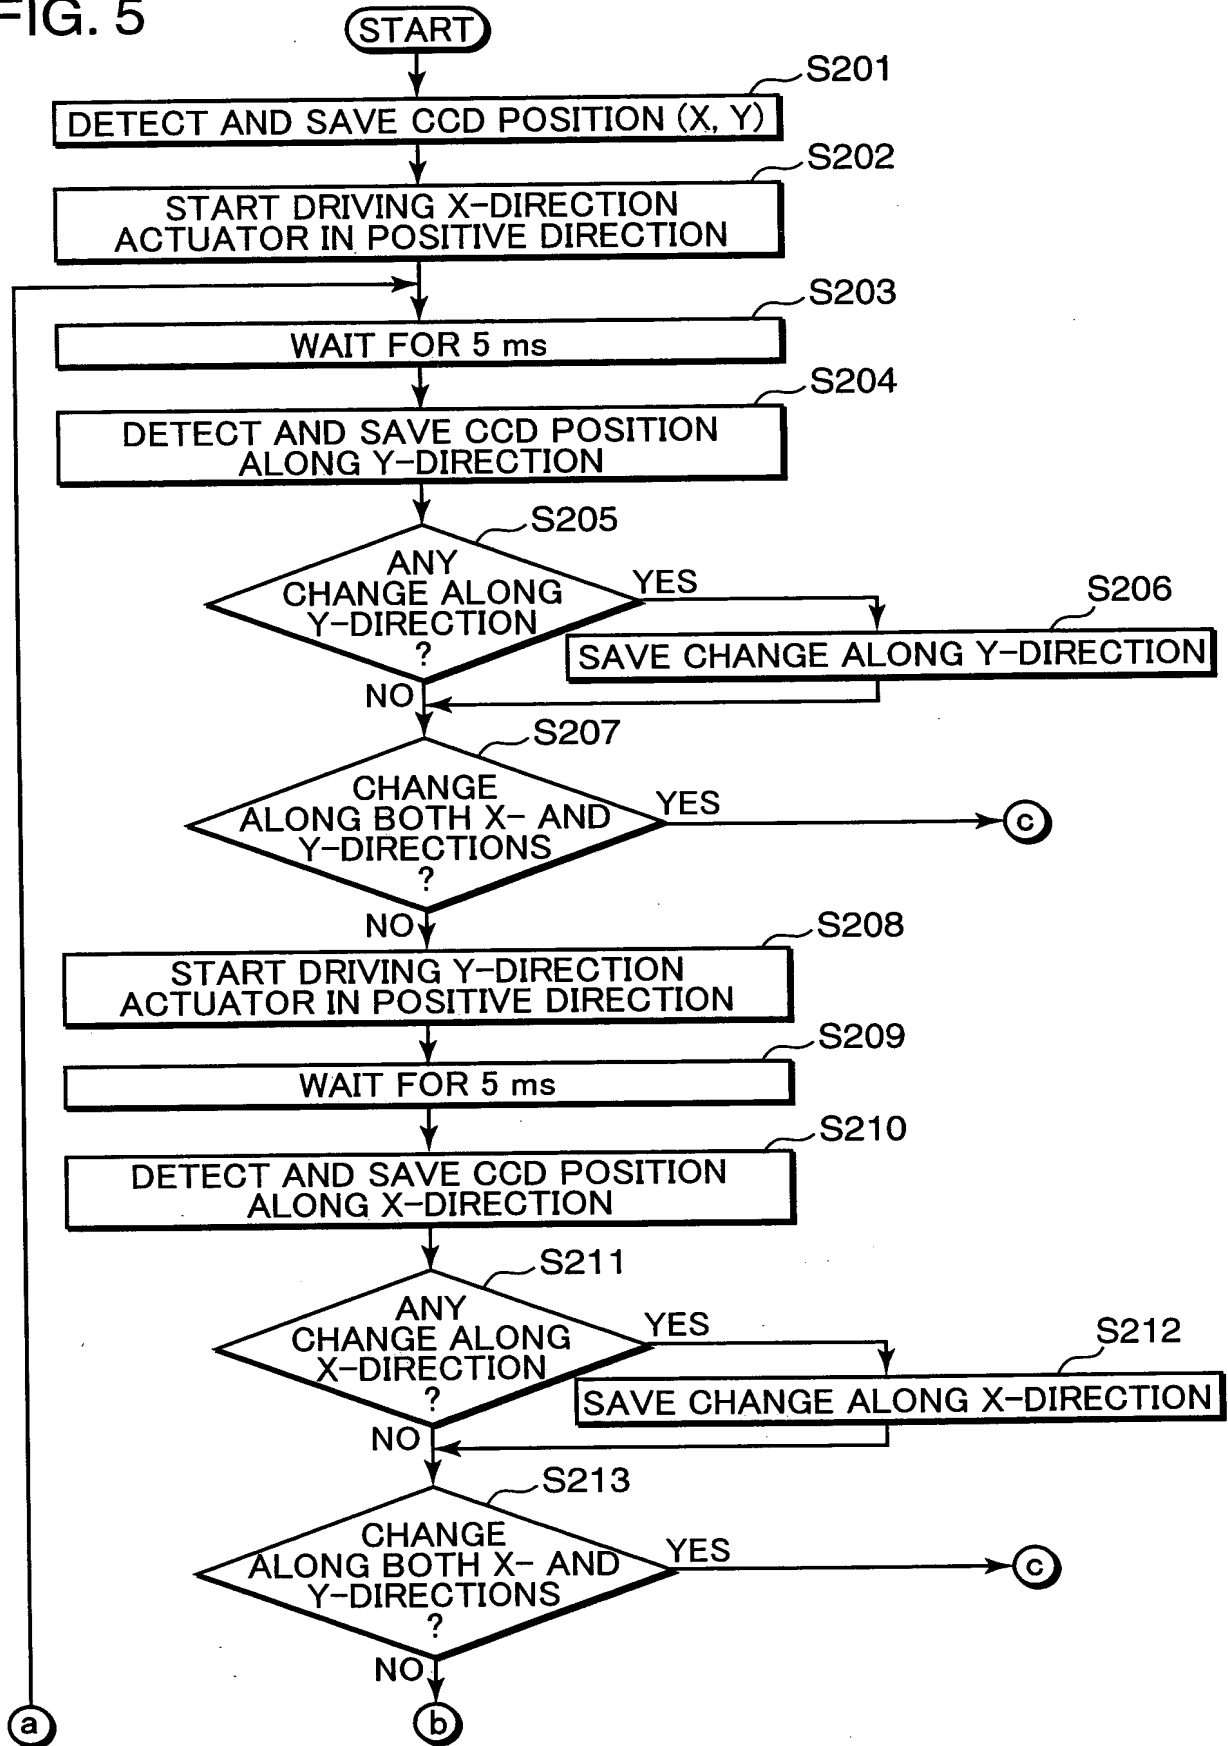 FIG. 5
START
S201
DETECT AND SAVE CCD POSITION (X, Y)
S202
START DRIVING X-DIRECTION
ACTUATOR IN POSITIVE DIRECTION
S203
WAIT FOR 5 ms
S204
DETECT AND SAVE CCD POSITION
ALONG Y-DIRECTION
S205
ANY
CHANGE ALONG
Y-DIRECTION
?
YES
S206
SAVE CHANGE ALONG Y-DIRECTION
NO
S207
CHANGE
ALONG BOTH X- AND
Y-DIRECTIONS
?
YES
c
NO
S208
START DRIVING Y-DIRECTION
ACTUATOR IN POSITIVE DIRECTION
S209
WAIT FOR 5 ms
S210
DETECT AND SAVE CCD POSITION
ALONG X-DIRECTION
S211
ANY
CHANGE ALONG
X-DIRECTION
?
YES
S212
SAVE CHANGE ALONG X-DIRECTION
NO
S213
CHANGE
ALONG BOTH X- AND
Y-DIRECTIONS
?
YES
c
NO
a
b